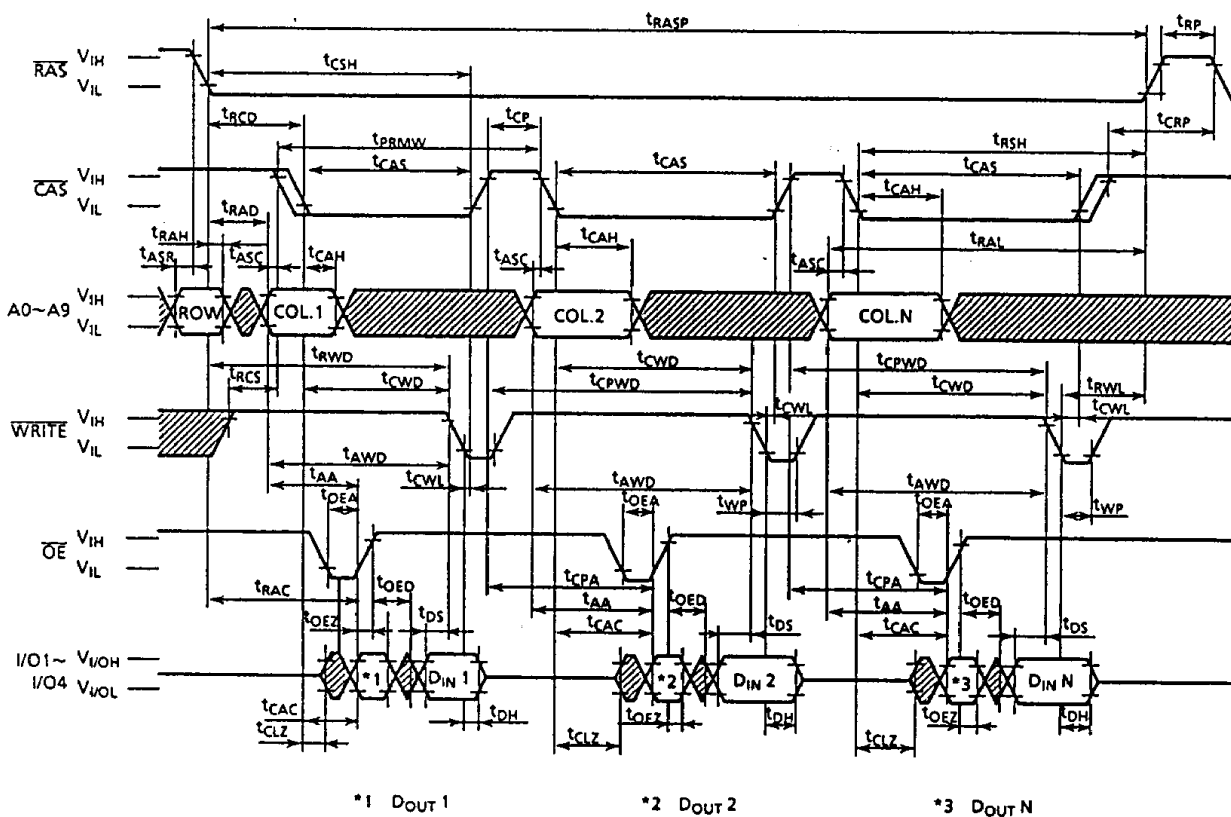 tRASP
tRP
RAS VIH
VIL
tCSH
tRCD
tCP
tCRP
tPRMW
tRSH
tCAS
tCAS
tCAS
CAS VIH
VIL
tCAH
tRAD
tRAH
tASR
tASC
tCAH
tCAH
tASC
tASC
tRAL
A0~A9 VIH
VIL
ROW COL.1 COL.2 COL.N
tRWD
tRCS
tCWD
tCWD
tCPWD
tCPWD
tCWD
tRWL
tCWL
tCWL
WRITE VIH
VIL
tAWD
tAA
tCWL
tOEA
tAWD
tOEA
tWP
tAWD
tOEA
tWP
OE VIH
VIL
tRAC
tOED
tOEZ
tDS
tCPA
tAA
tOED
tCAC
tDS
tCPA
tAA
tOED
tCAC
tDS
I/O1~ VI/OH
I/O4 VI/OL
*1 DIN 1 *2 DIN 2 *3 DIN N
tCAC
tCLZ
tDH
tOEZ
tDH
tCLZ
tOEZ
tDH
tCLZ
*1 DOUT 1 *2 DOUT 2 *3 DOUT N